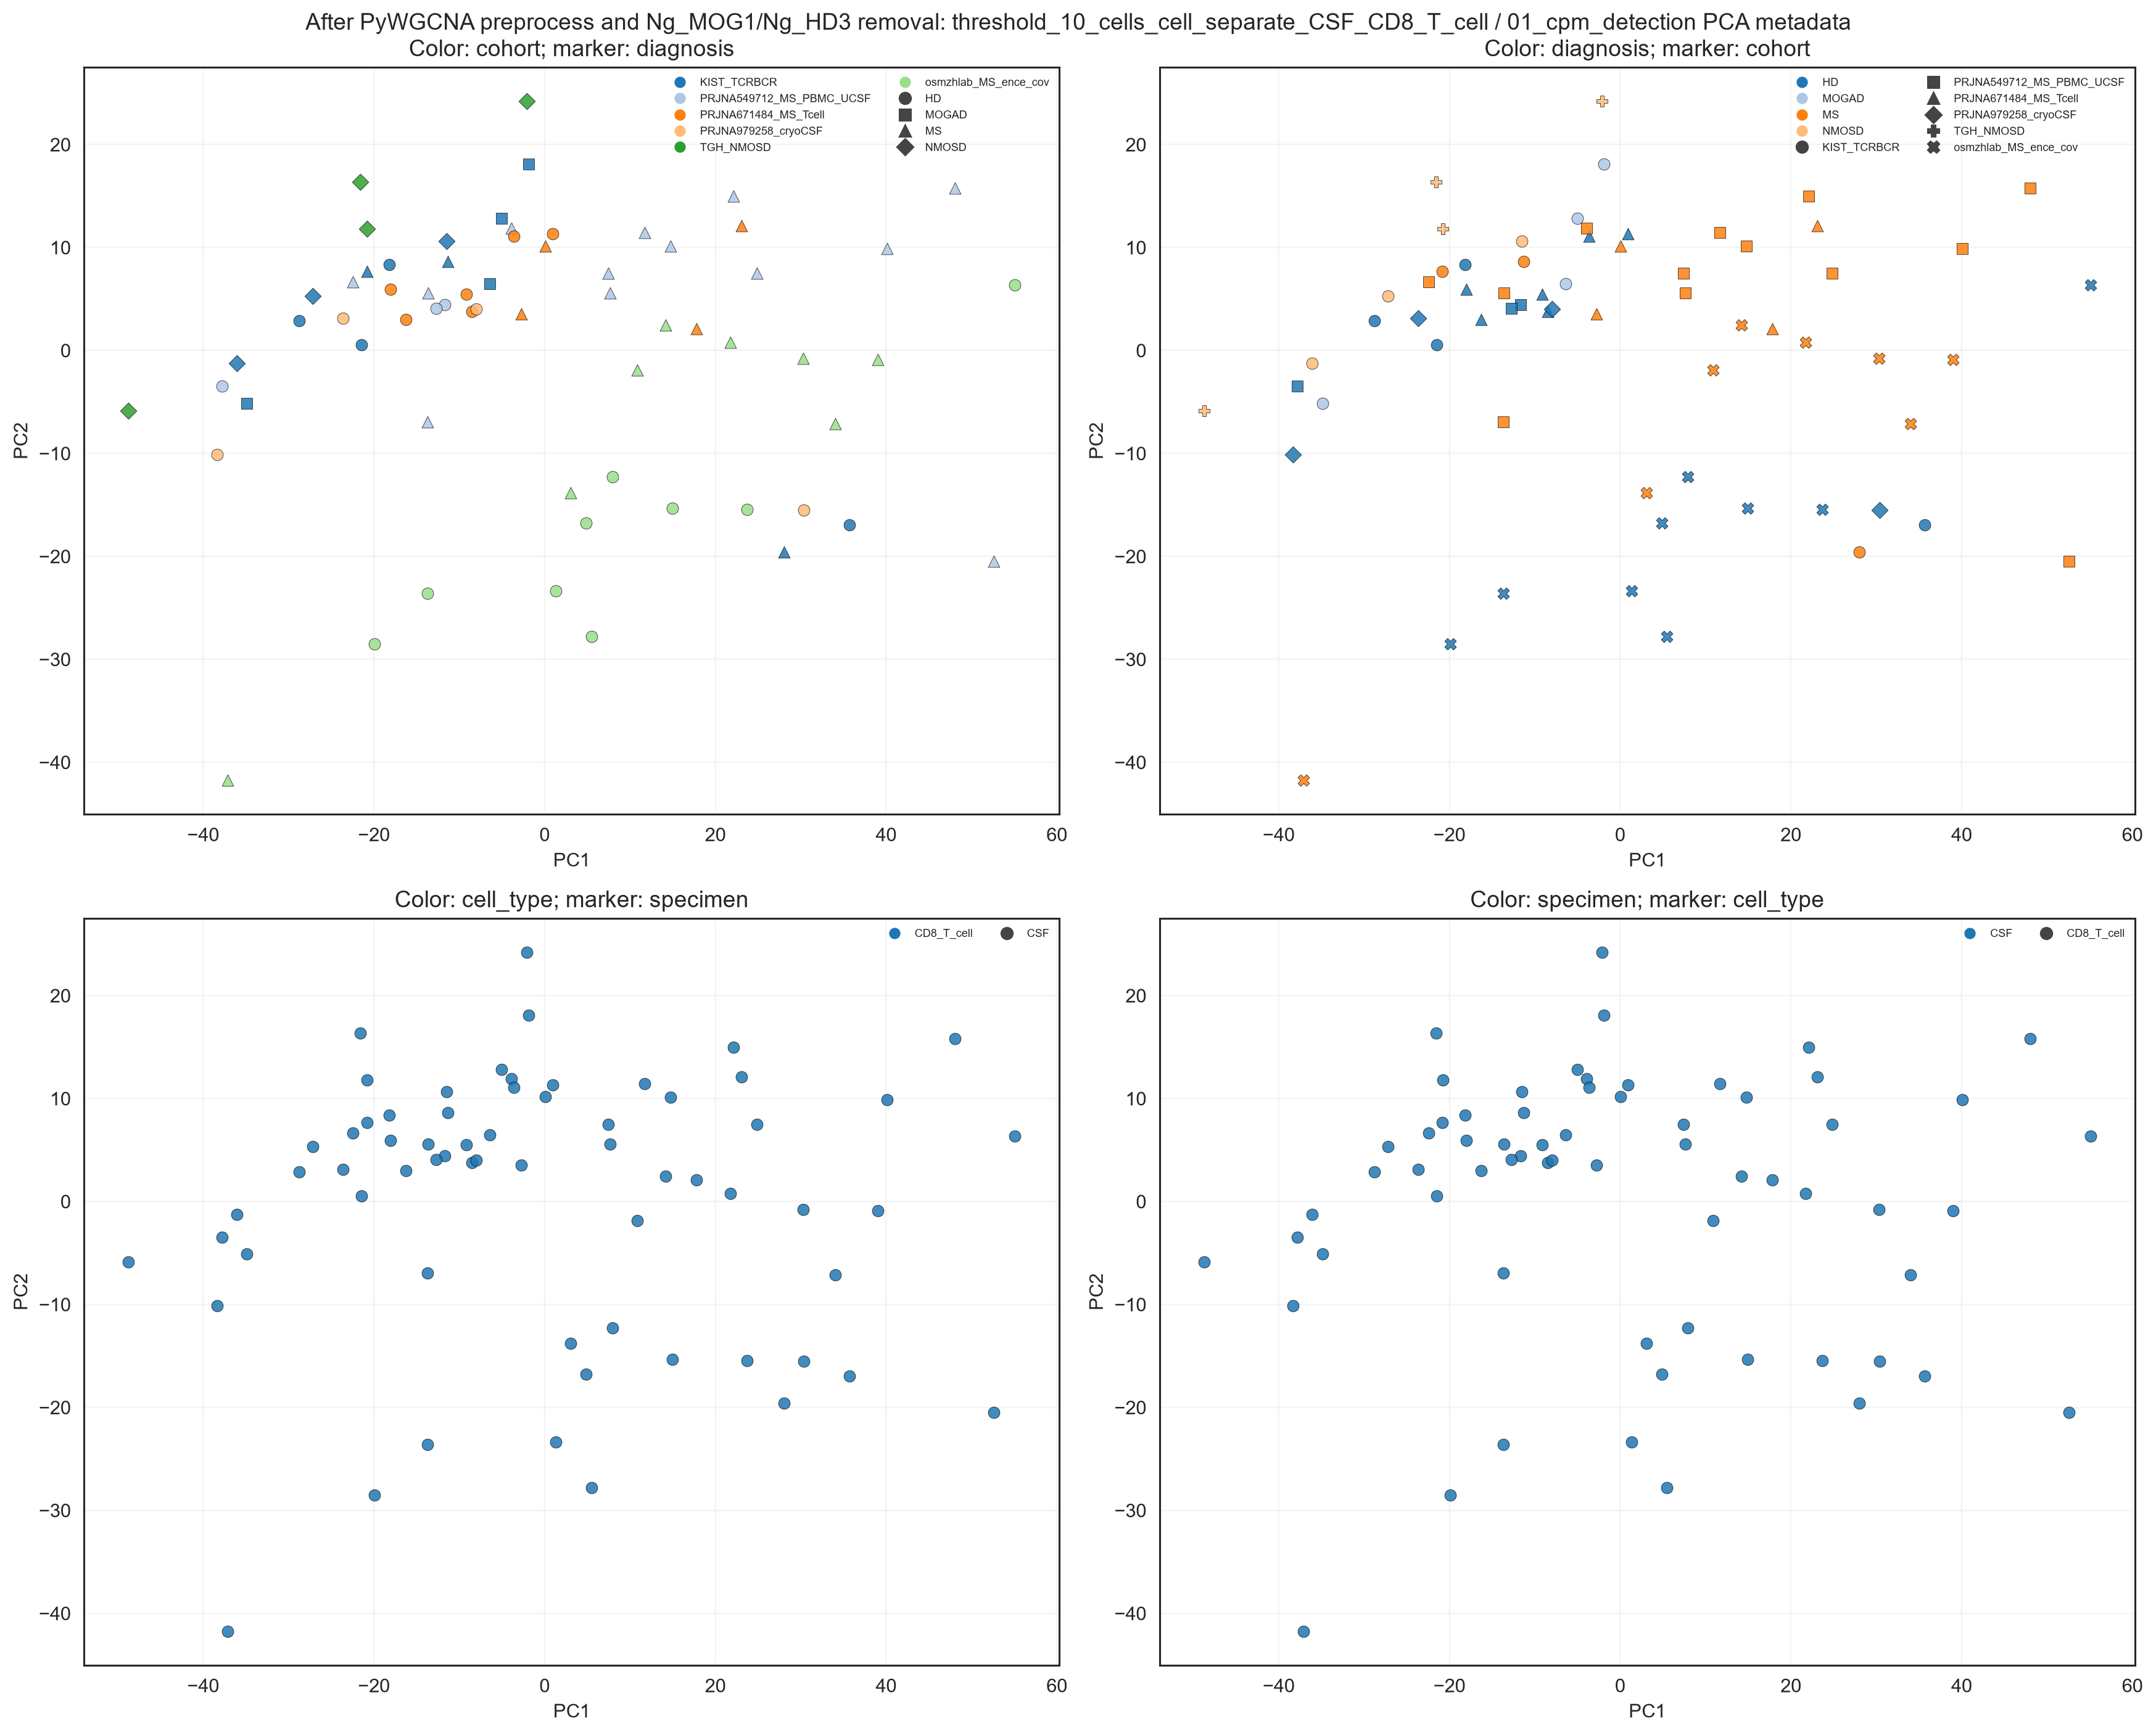 After PyWGCNA preprocess and Ng_MOG1/Ng_HD3 removal: threshold_10_cells_cell_separate_CSF_CD8_T_cell / 01_cpm_detection PCA metadata
Color: cohort; marker: diagnosis
KIST_TCRBCR
PRJNA549712_MS_PBMC_UCSF
PRJNA671484_MS_Tcell
PRJNA979258_cryoCSF
TGH_NMOSD
osmzhlab_MS_ence_cov
HD
MOGAD
MS
NMOSD
20
10
0
−10
−20
−30
−40
PC2
−40 −20 0 20 40 60
PC1
Color: diagnosis; marker: cohort
HD
MOGAD
MS
NMOSD
KIST_TCRBCR
PRJNA549712_MS_PBMC_UCSF
PRJNA671484_MS_Tcell
PRJNA979258_cryoCSF
TGH_NMOSD
osmzhlab_MS_ence_cov
20
10
0
−10
−20
−30
−40
PC2
−40 −20 0 20 40 60
PC1
Color: cell_type; marker: specimen
CD8_T_cell
CSF
20
10
0
−10
−20
−30
−40
PC2
−40 −20 0 20 40 60
PC1
Color: specimen; marker: cell_type
CSF
CD8_T_cell
20
10
0
−10
−20
−30
−40
PC2
−40 −20 0 20 40 60
PC1